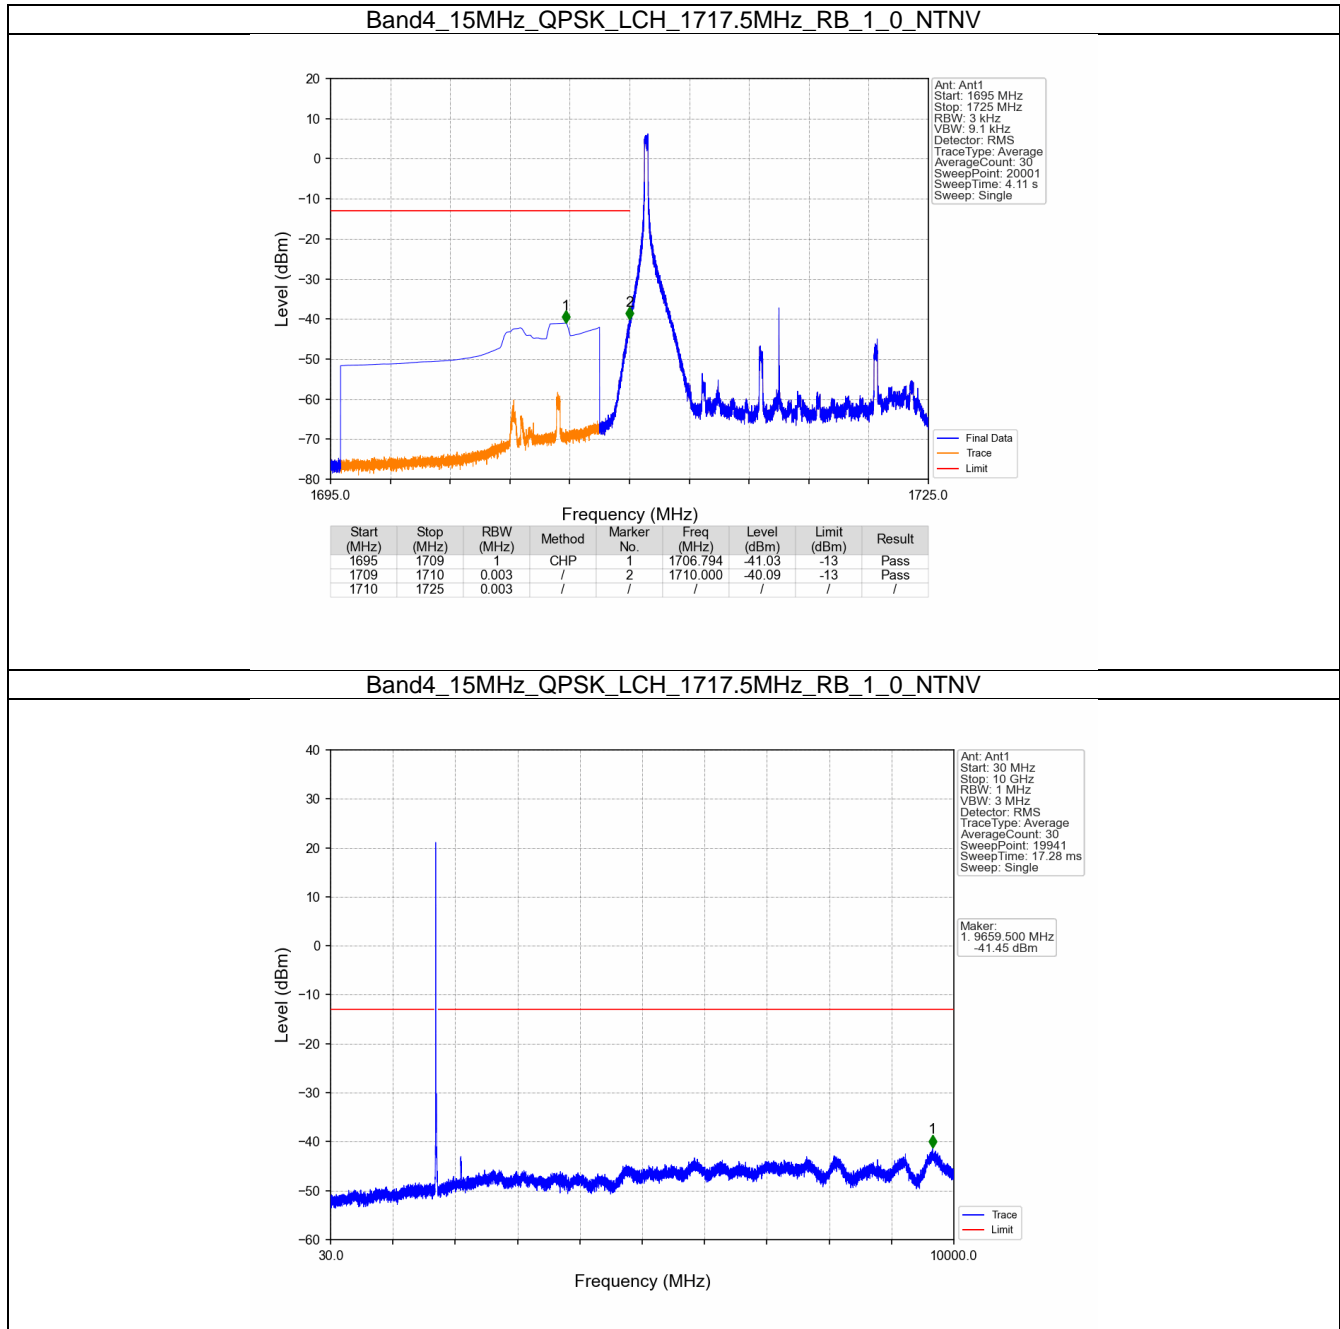 Band4_15MHz_QPSK_LCH_1717.5MHz_RB_1_0_NTNV
20
10
0
−10
−20
−30
−40
−50
−60
−70
−80
Level (dBm)
1
2
1695.0
1725.0
Frequency (MHz)
Ant: Ant1
Start: 1695 MHz
Stop: 1725 MHz
RBW: 3 kHz
VBW: 9.1 kHz
Detector: RMS
TraceType: Average
AverageCount: 30
SweepPoint: 20001
SweepTime: 4.11 s
Sweep: Single
Final Data
Trace
Limit
Start (MHz) Stop (MHz) RBW (MHz) Method Marker No. Freq (MHz) Level (dBm) Limit (dBm) Result
1695 1709 1 CHP 1 1706.794 -41.03 -13 Pass
1709 1710 0.003 / 2 1710.000 -40.09 -13 Pass
1710 1725 0.003 / / / / / /
Band4_15MHz_QPSK_LCH_1717.5MHz_RB_1_0_NTNV
40
30
20
10
0
−10
−20
−30
−40
−50
−60
Level (dBm)
1
30.0
10000.0
Frequency (MHz)
Ant: Ant1
Start: 30 MHz
Stop: 10 GHz
RBW: 1 MHz
VBW: 3 MHz
Detector: RMS
TraceType: Average
AverageCount: 30
SweepPoint: 19941
SweepTime: 17.28 ms
Sweep: Single
Maker:
1. 9659.500 MHz
-41.45 dBm
Trace
Limit